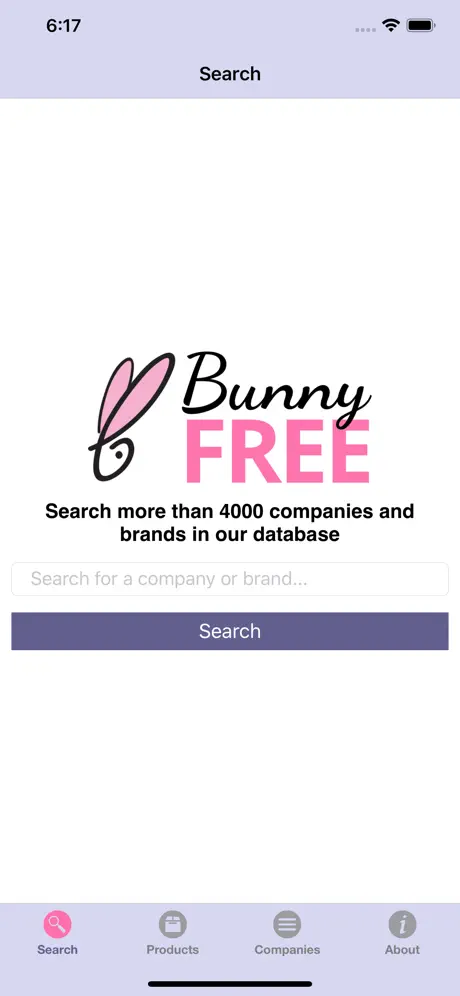 6:17
Search
Bunny
FREE
Search more than 4000 companies and
brands in our database
Search for a company or brand...
Search
Search
Products
Companies
About